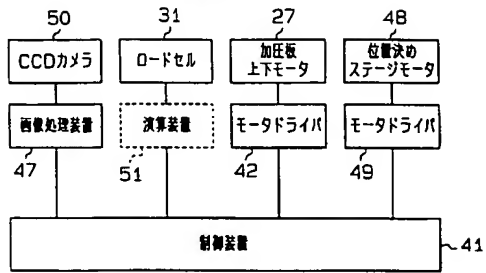 50
31
27
48
CCDカメラ
ロードセル
加圧板
上下モータ
位置決め
ステージモータ
画像処理装置
演算装置
モータドライバ
モータドライバ
47
51
42
49
制御装置
41